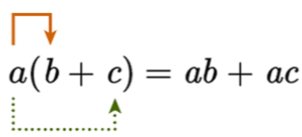 a(b + c) = ab + ac